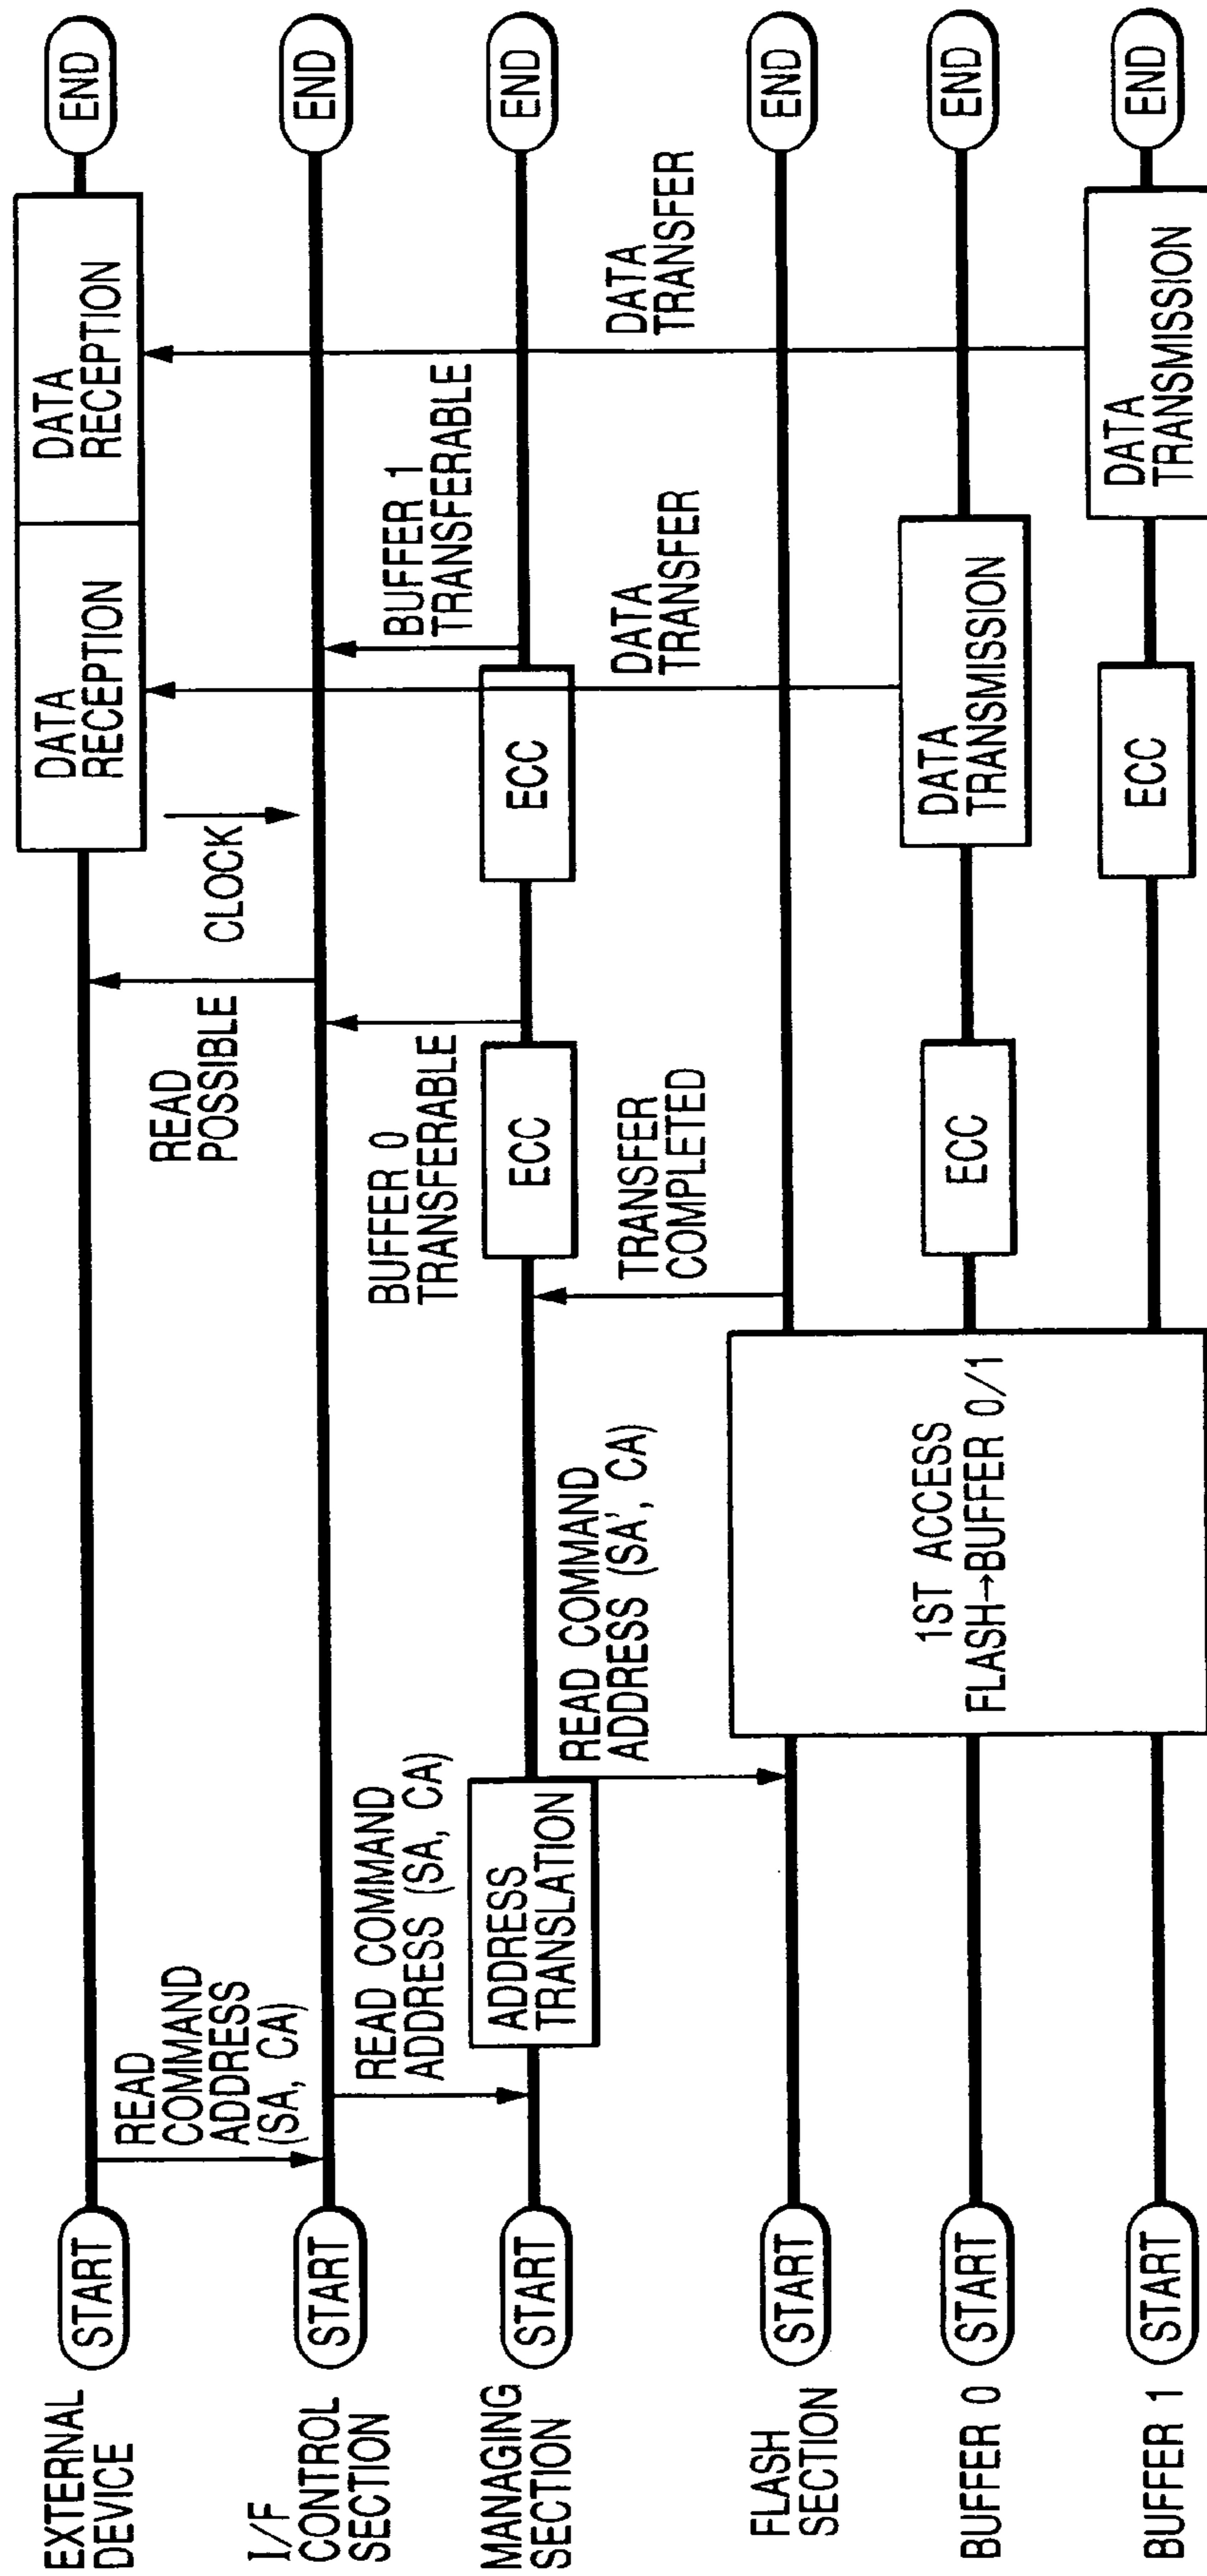 EXTERNAL
DEVICE
START
READ
COMMAND
ADDRESS
(SA, CA)
READ
POSSIBLE
CLOCK
DATA
RECEPTION
DATA
RECEPTION
END
I/F
CONTROL
SECTION
START
READ COMMAND
ADDRESS (SA, CA)
BUFFER 0
TRANSFERABLE
BUFFER 1
TRANSFERABLE
END
MANAGING
SECTION
START
ADDRESS
TRANSLATION
READ COMMAND
ADDRESS (SA', CA)
ECC
TRANSFER
COMPLETED
ECC
DATA
TRANSFER
DATA
TRANSFER
END
FLASH
SECTION
START
1ST ACCESS
FLASH→BUFFER 0/1
END
BUFFER 0
START
ECC
DATA
TRANSMISSION
END
BUFFER 1
START
ECC
DATA
TRANSMISSION
END